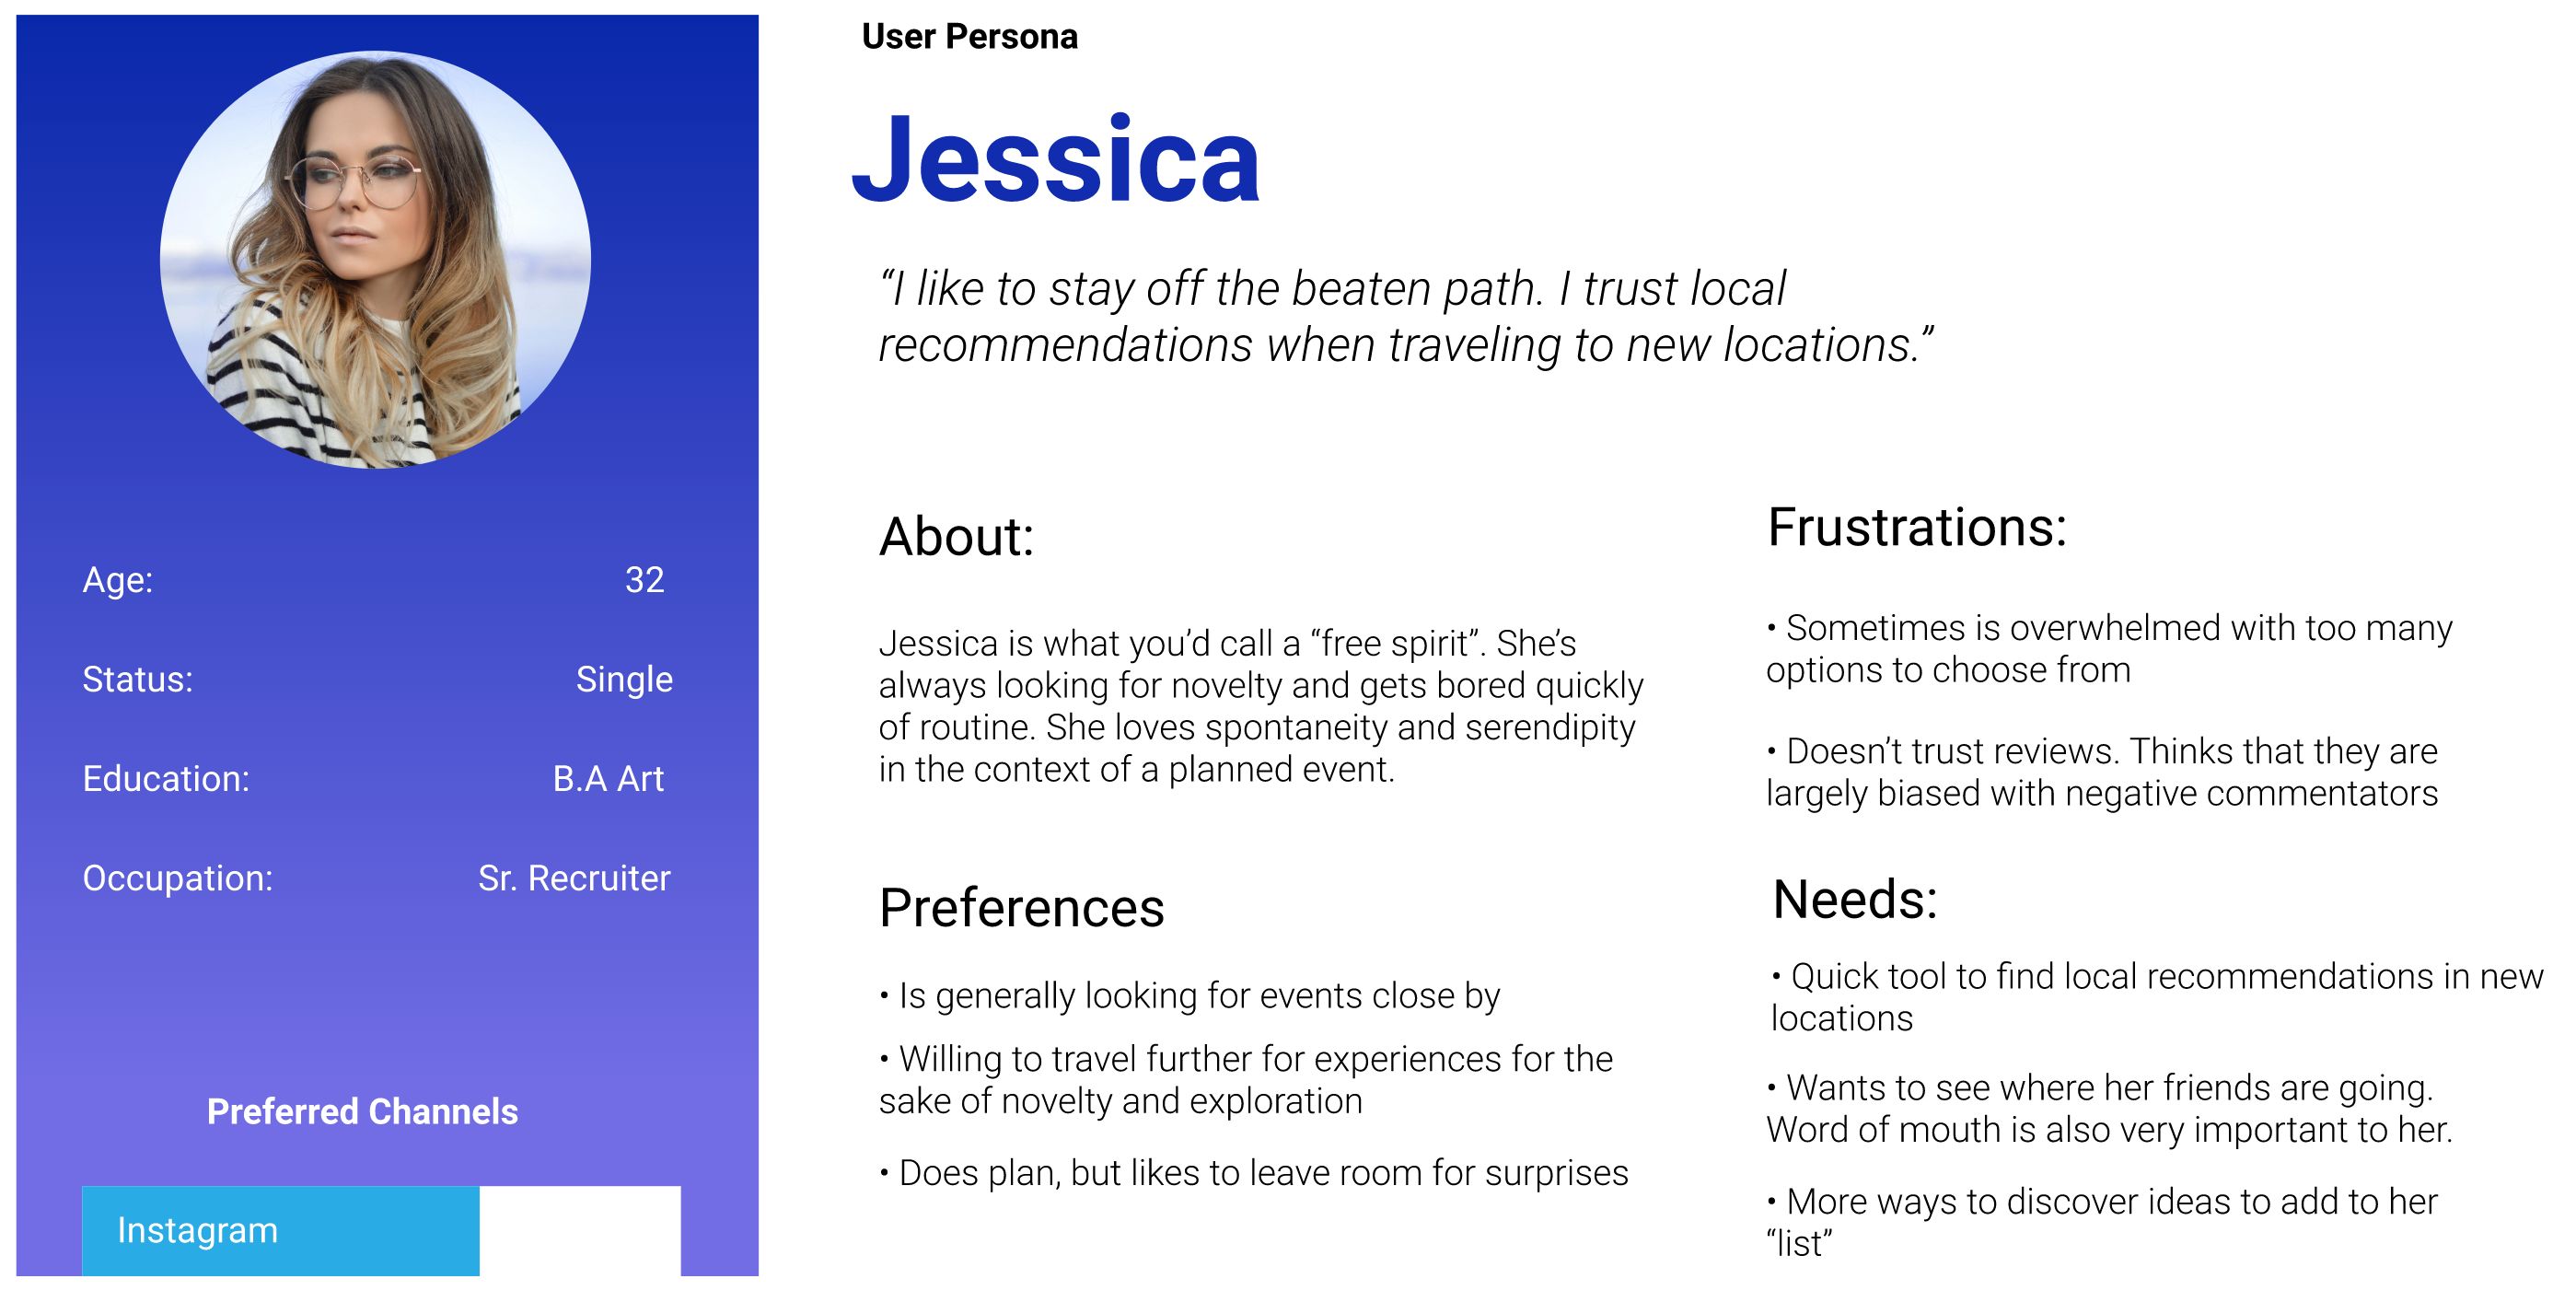 Age: 32
Status: Single
Education: B.A Art
Occupation: Sr. Recruiter
Preferred Channels
Instagram
User Persona
Jessica
“I like to stay off the beaten path. I trust local
recommendations when traveling to new locations.”
About:
Jessica is what you’d call a “free spirit”. She’s
always looking for novelty and gets bored quickly
of routine. She loves spontaneity and serendipity
in the context of a planned event.
Preferences
• Is generally looking for events close by
• Willing to travel further for experiences for the
sake of novelty and exploration
• Does plan, but likes to leave room for surprises
Frustrations:
• Sometimes is overwhelmed with too many
options to choose from
• Doesn’t trust reviews. Thinks that they are
largely biased with negative commentators
Needs:
• Quick tool to find local recommendations in new
locations
• Wants to see where her friends are going.
Word of mouth is also very important to her.
• More ways to discover ideas to add to her
“list”